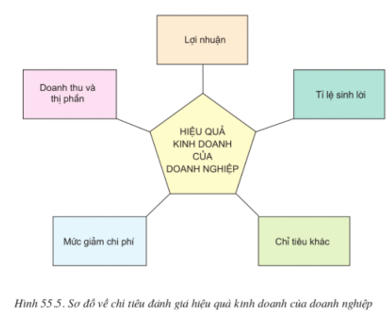 Lợi nhuận
Doanh thu và
thị phần
Tỉ lệ sinh lời
HIỆU QUẢ
KINH DOANH
CỦA
DOANH NGHIỆP
Mức giảm chi phí
Chỉ tiêu khác
Hình 55.5. Sơ đồ về chỉ tiêu đánh giá hiệu quả kinh doanh của doanh nghiệp